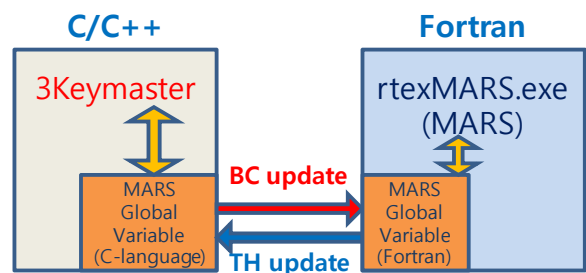 C/C++
Fortran
3Keymaster
rtexMARS.exe
(MARS)
BC update
MARS
Global
Variable
(C-language)
MARS
Global
Variable
(Fortran)
TH update